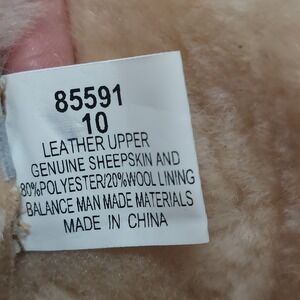 85591
10
LEATHER UPPER
GENUINE SHEEPSKIN AND
80%POLYESTER/20%WOOL LINING
BALANCE MAN MADE MATERIALS
MADE IN CHINA